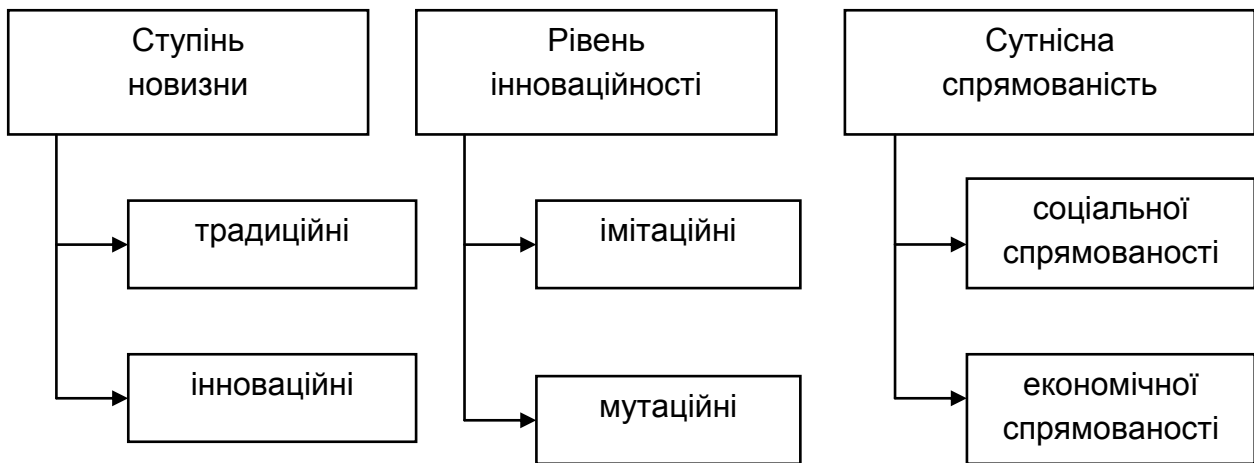 Ступінь
новизни
традиційні
інноваційні
Рівень
інноваційності
імітаційні
мутаційні
Сутнісна
спрямованість
соціальної
спрямованості
економічної
спрямованості